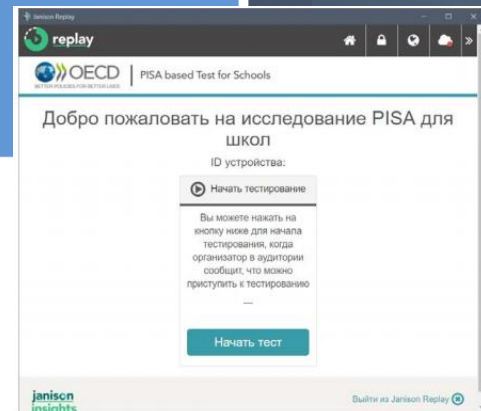 Janison Replay
replay
OECD
BETTER POLICIES FOR BETTER LIVES
PISA based Test for Schools
Добро пожаловать на исследование PISA для
школ
ID устройства:
Начать тестирование
Вы можете нажать на
кнопку ниже для начала
тестирования, когда
организатор в аудитории
сообщит, что можно
приступить к тестированию
—
Начать тест
janison
insights
Выйти из Janison Replay